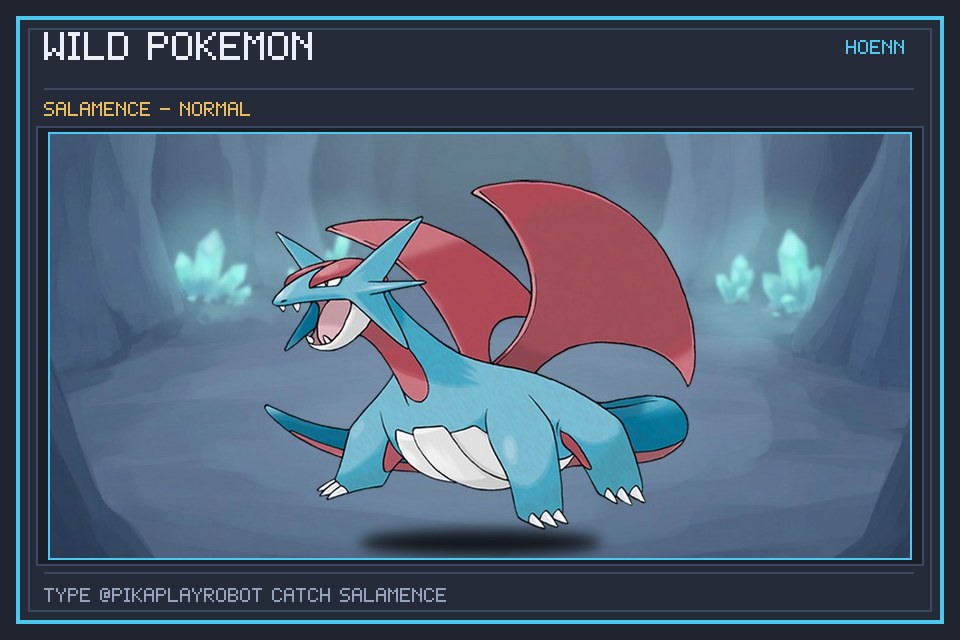 WILD POKEMON
HOENN
SALAMENCE - NORMAL
TYPE @PIKAPLAYROBOT CATCH SALAMENCE